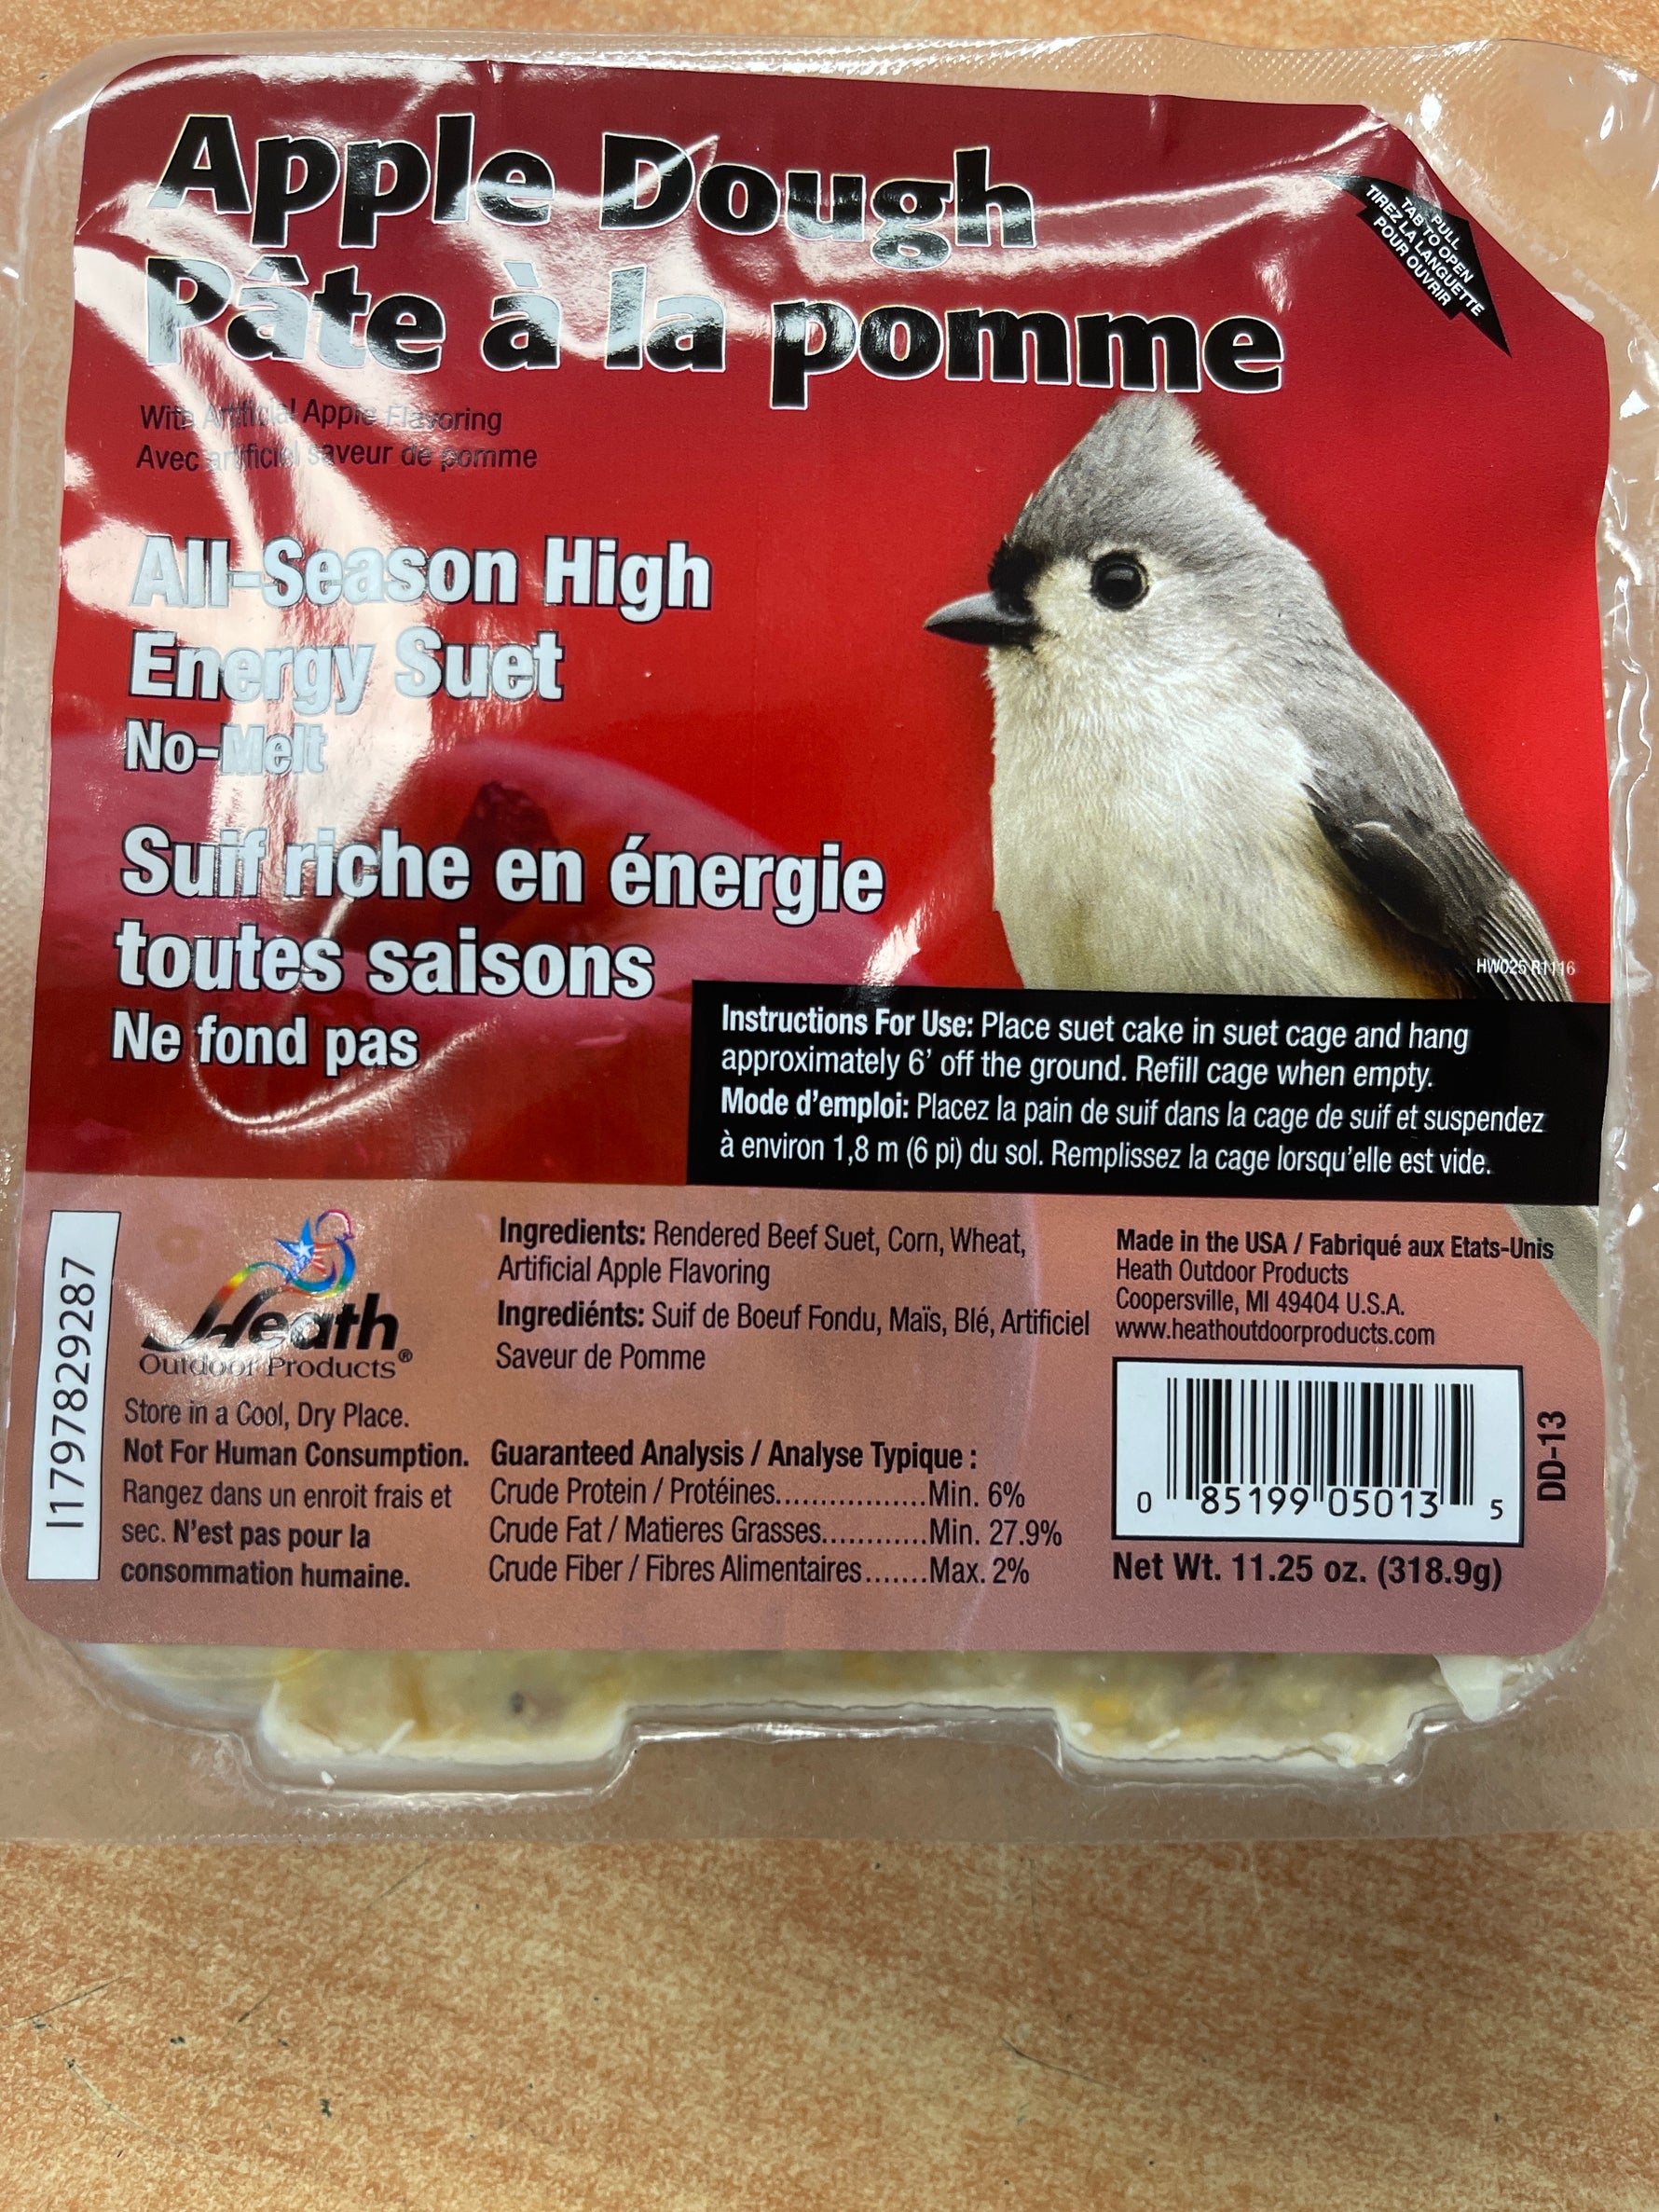 Apple Dough
Pâte à la pomme
PULL
TAB TO OPEN
TIREZ LA LANGUETTE
POUR OUVRIR
With Artificial Apple Flavoring
Avec artificiel saveur de pomme
All-Season High
Energy Suet
No-Melt
Suif riche en énergie
toutes saisons
Ne fond pas
HW025 R1116
Instructions For Use: Place suet cake in suet cage and hang
approximately 6' off the ground. Refill cage when empty.
Mode d'emploi: Placez la pain de suif dans la cage de suif et suspendez
à environ 1,8 m (6 pi) du sol. Remplissez la cage lorsqu'elle est vide.
I179829287
Heath
Outdoor Products®
Store in a Cool, Dry Place.
Not For Human Consumption.
Rangez dans un enroit frais et
sec. N'est pas pour la
consommation humaine.
Ingredients: Rendered Beef Suet, Corn, Wheat,
Artificial Apple Flavoring
Ingrediénts: Suif de Boeuf Fondu, Maïs, Blé, Artificiel
Saveur de Pomme
Guaranteed Analysis / Analyse Typique :
Crude Protein / Protéines.................Min. 6%
Crude Fat / Matieres Grasses............Min. 27.9%
Crude Fiber / Fibres Alimentaires.......Max. 2%
Made in the USA / Fabriqué aux Etats-Unis
Heath Outdoor Products
Coopersville, MI 49404 U.S.A.
www.heathoutdoorproducts.com
0 85199 05013 5
DD-13
Net Wt. 11.25 oz. (318.9g)